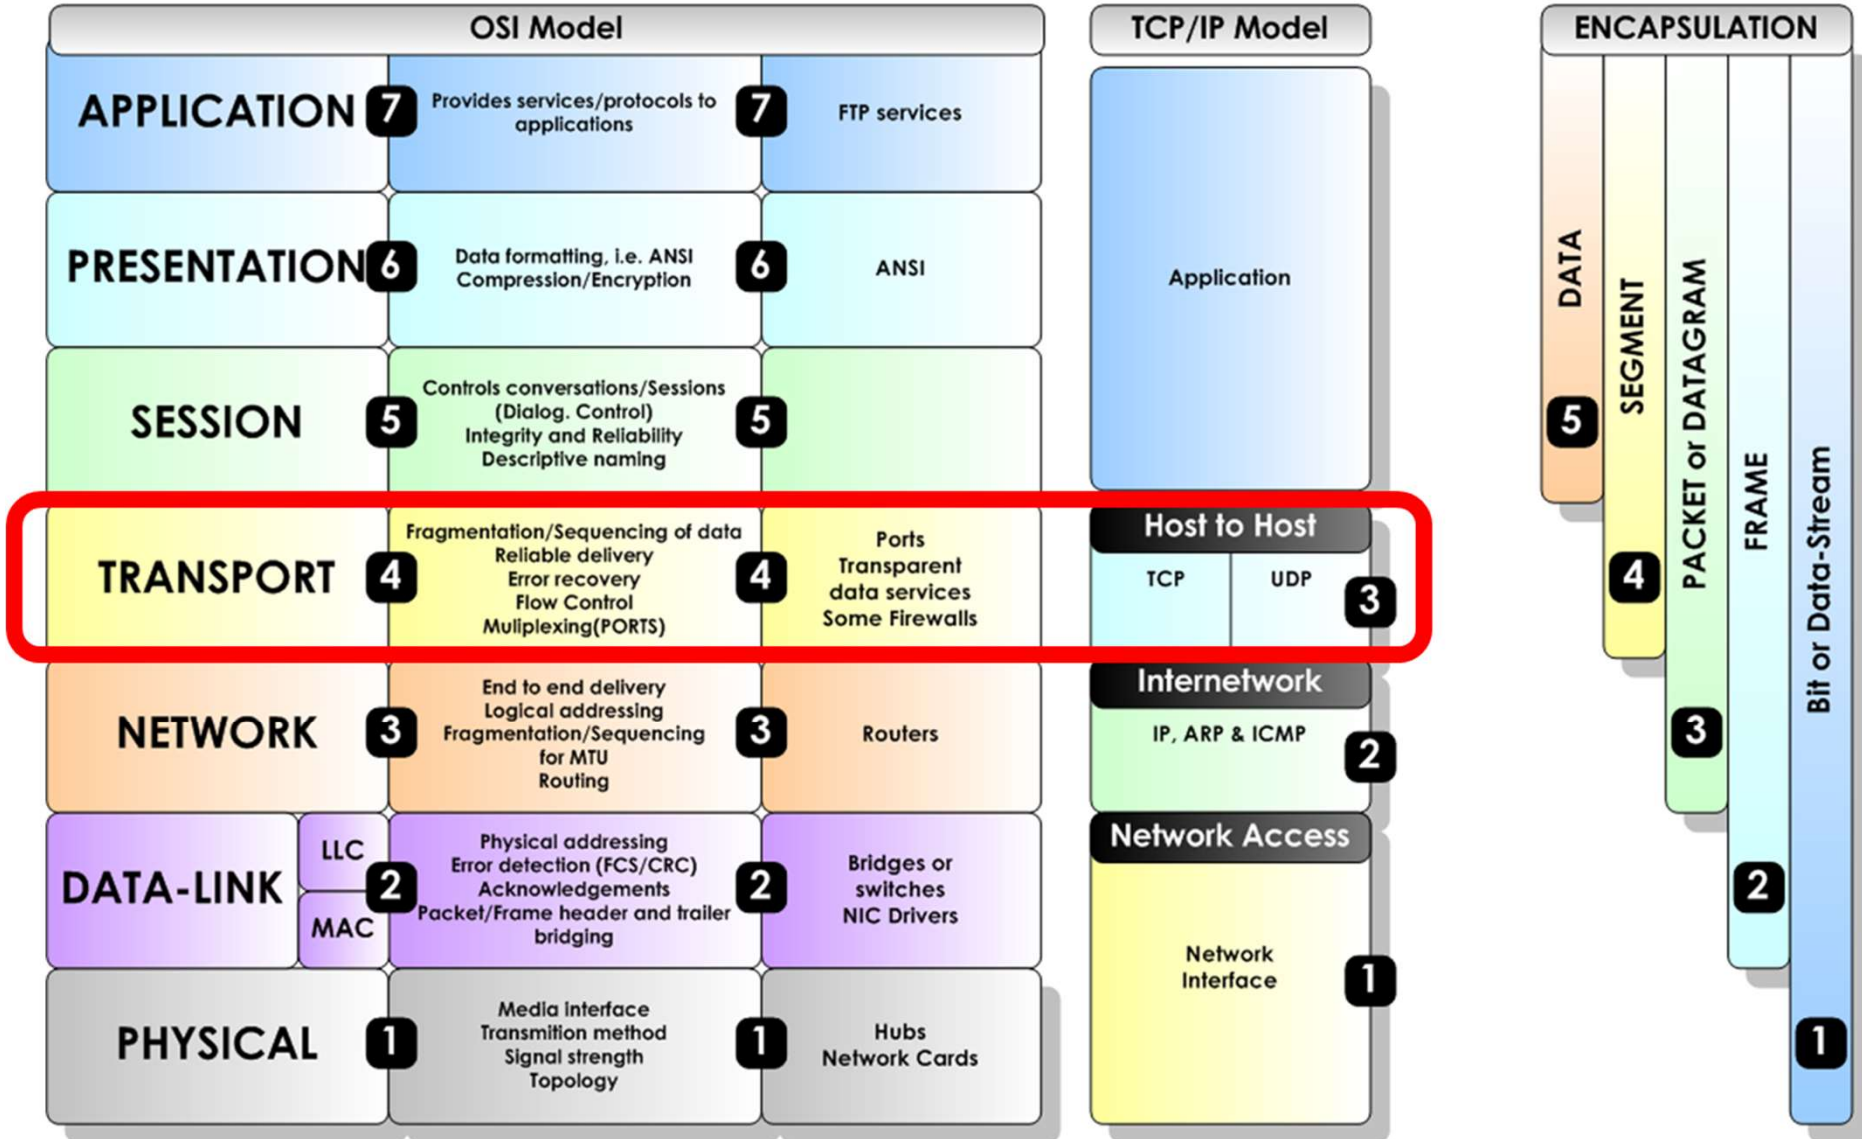 OSI Model
TCP/IP Model
ENCAPSULATION
APPLICATION
7
Provides services/protocols to
applications
7
FTP services
PRESENTATION
6
Data formatting, i.e. ANSI
Compression/Encryption
6
ANSI
SESSION
5
Controls conversations/Sessions
(Dialog. Control)
Integrity and Reliability
Descriptive naming
5
TRANSPORT
4
Fragmentation/Sequencing of data
Reliable delivery
Error recovery
Flow Control
Muliplexing(PORTS)
4
Ports
Transparent
data services
Some Firewalls
NETWORK
3
End to end delivery
Logical addressing
Fragmentation/Sequencing
for MTU
Routing
3
Routers
DATA-LINK
LLC
MAC
2
Physical addressing
Error detection (FCS/CRC)
Acknowledgements
Packet/Frame header and trailer
bridging
2
Bridges or
switches
NIC Drivers
PHYSICAL
1
Media interface
Transmition method
Signal strength
Topology
1
Hubs
Network Cards
Application
Host to Host
TCP
UDP
3
Internetwork
IP, ARP & ICMP
2
Network Access
Network
Interface
1
DATA
5
SEGMENT
4
PACKET or DATAGRAM
3
FRAME
2
Bit or Data-Stream
1